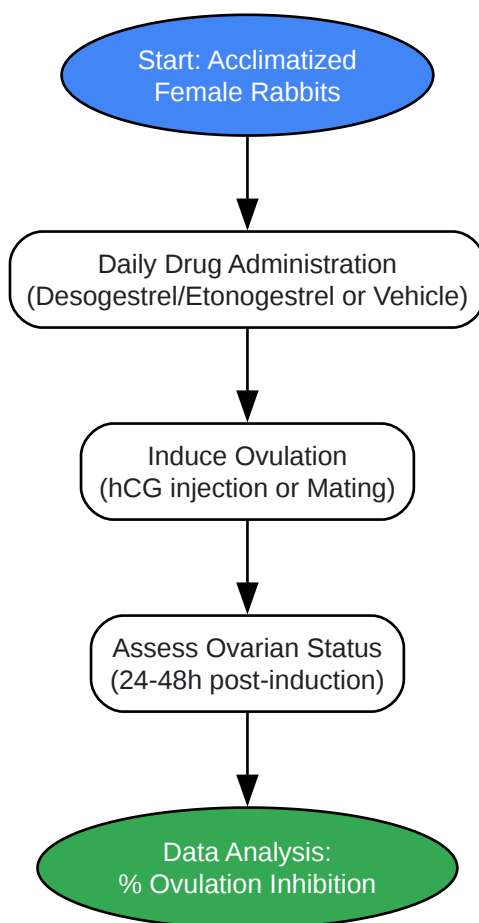 Start: Acclimatized
Female Rabbits
Daily Drug Administration
(Desogestrel/Etonogestrel or Vehicle)
Induce Ovulation
(hCG injection or Mating)
Assess Ovarian Status
(24-48h post-induction)
Data Analysis:
% Ovulation Inhibition